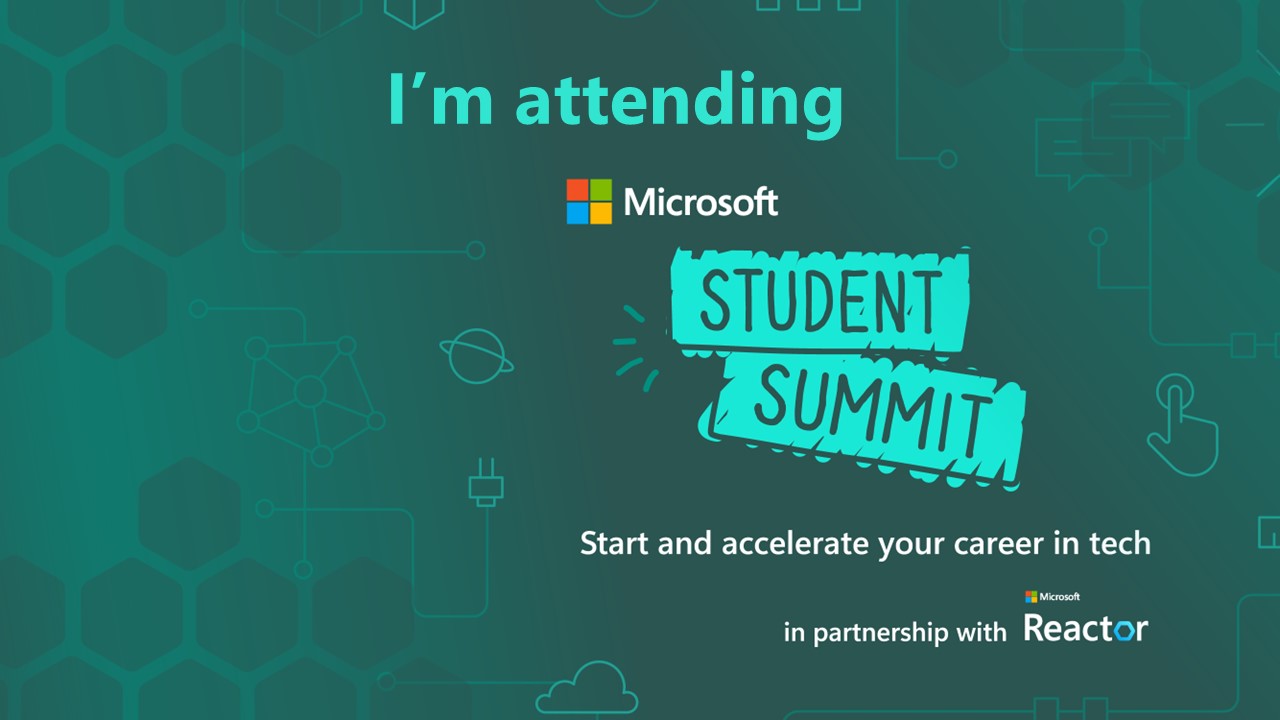 I’m attending
Microsoft
STUDENT
SUMMIT
Start and accelerate your career in tech
Microsoft
in partnership with Reactor